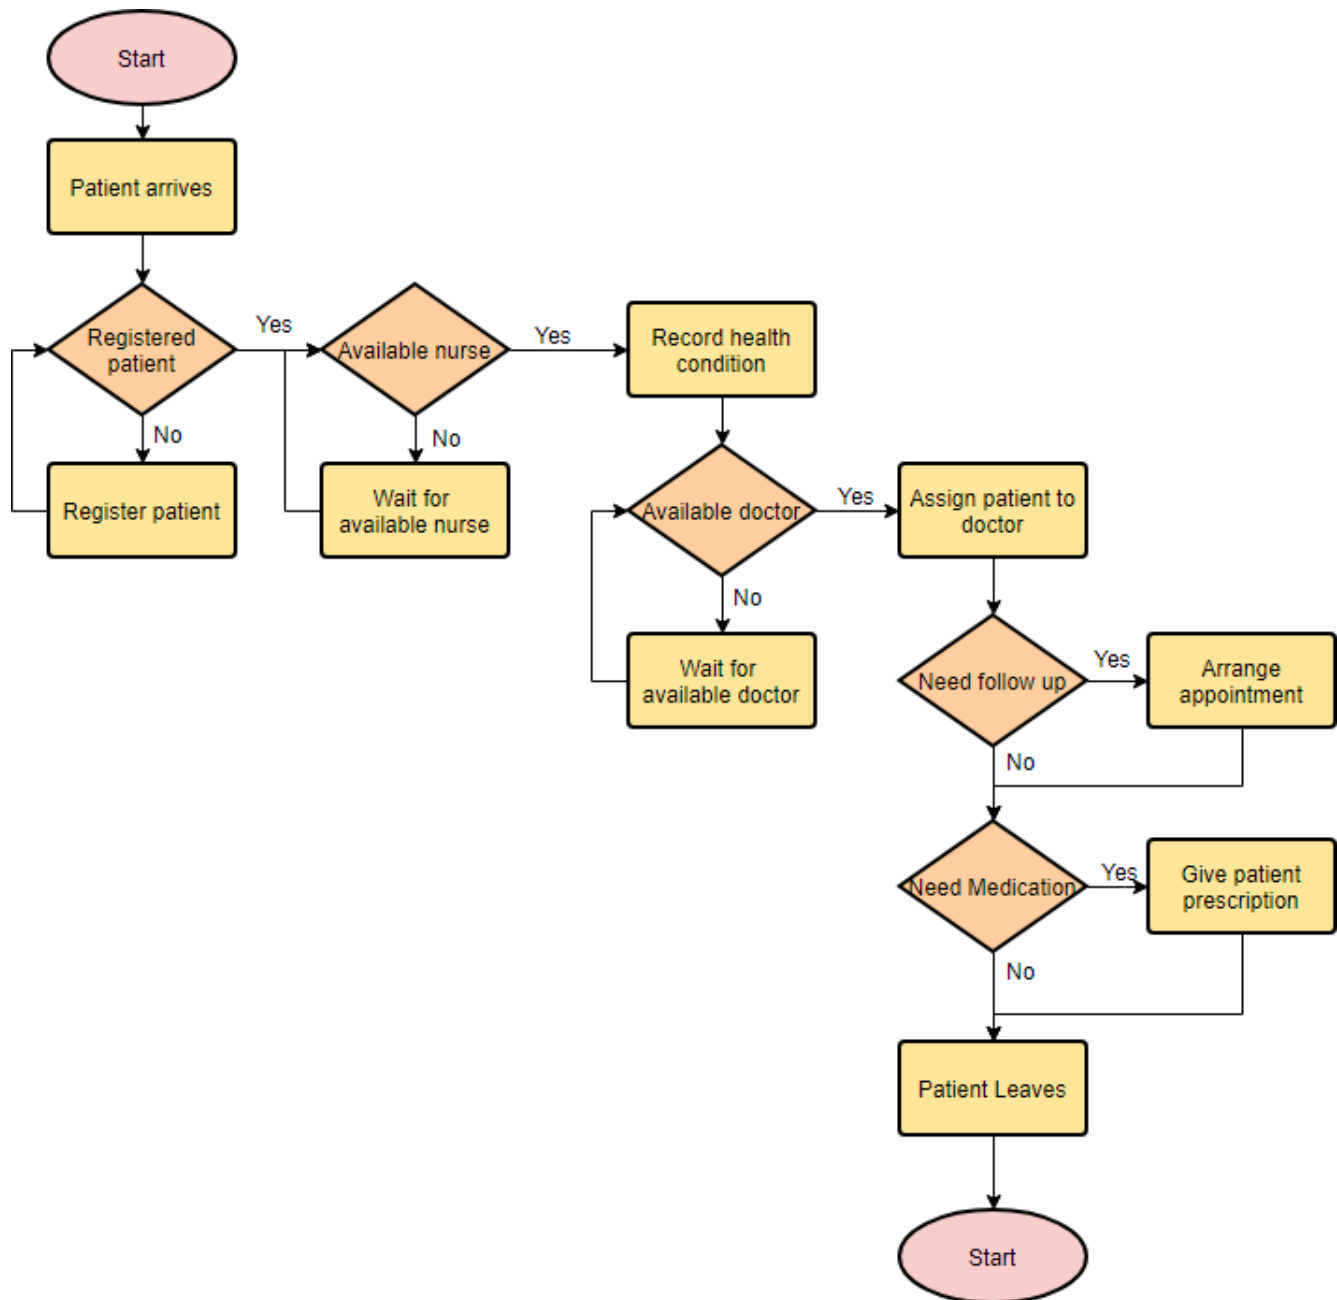 Start
Patient arrives
Registered
patient
Yes
No
Register patient
Available nurse
Yes
No
Wait for
available nurse
Record health
condition
Available doctor
Yes
No
Wait for
available doctor
Assign patient to
doctor
Need follow up
Yes
No
Arrange
appointment
Need Medication
Yes
No
Give patient
prescription
Patient Leaves
Start